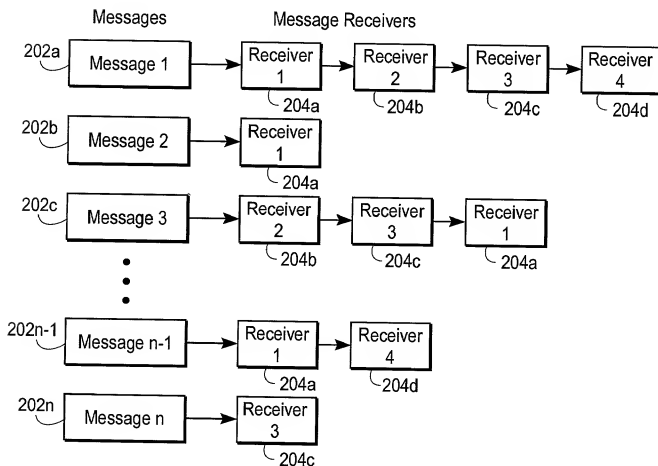 Messages
Message Receivers
202a
Message 1
Receiver
1
204a
Receiver
2
204b
Receiver
3
204c
Receiver
4
204d
202b
Message 2
Receiver
1
204a
202c
Message 3
Receiver
2
204b
Receiver
3
204c
Receiver
1
204a
202n-1
Message n-1
Receiver
1
204a
Receiver
4
204d
202n
Message n
Receiver
3
204c